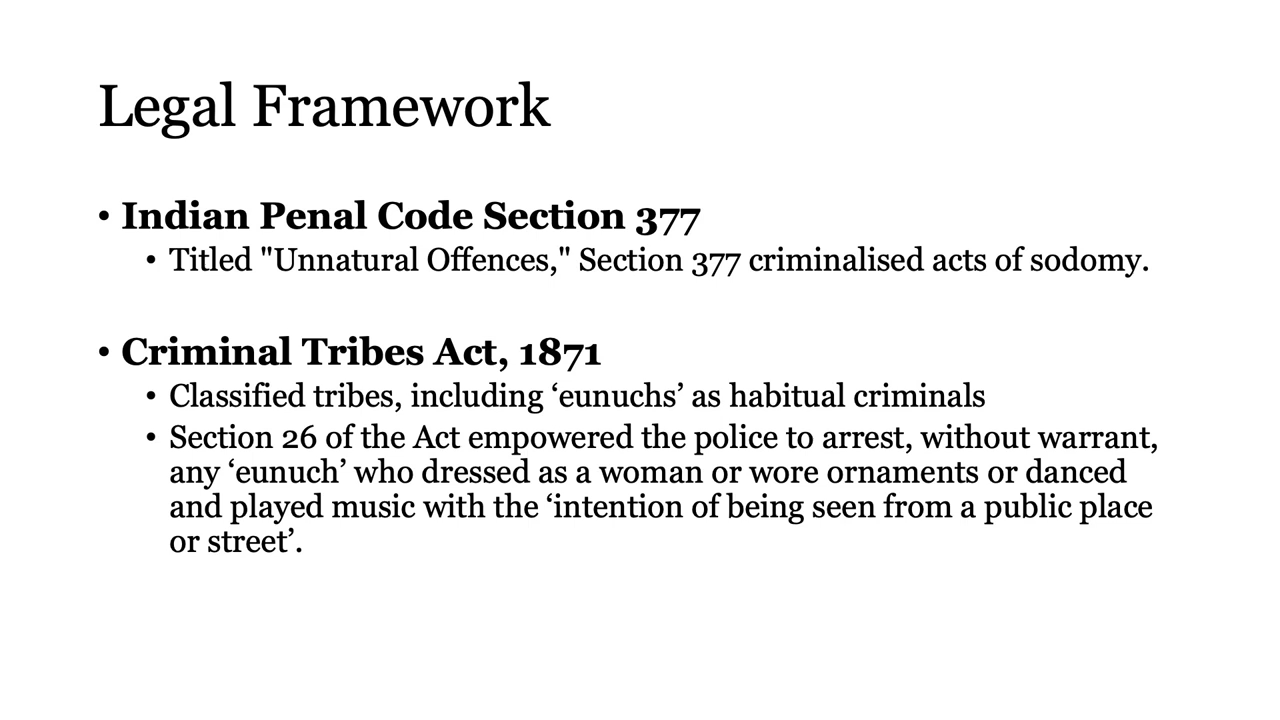 Legal Framework
• Indian Penal Code Section 377
• Titled "Unnatural Offences," Section 377 criminalised acts of sodomy.
• Criminal Tribes Act, 1871
• Classified tribes, including ‘eunuchs’ as habitual criminals
• Section 26 of the Act empowered the police to arrest, without warrant,
any ‘eunuch’ who dressed as a woman or wore ornaments or danced
and played music with the ‘intention of being seen from a public place
or street’.